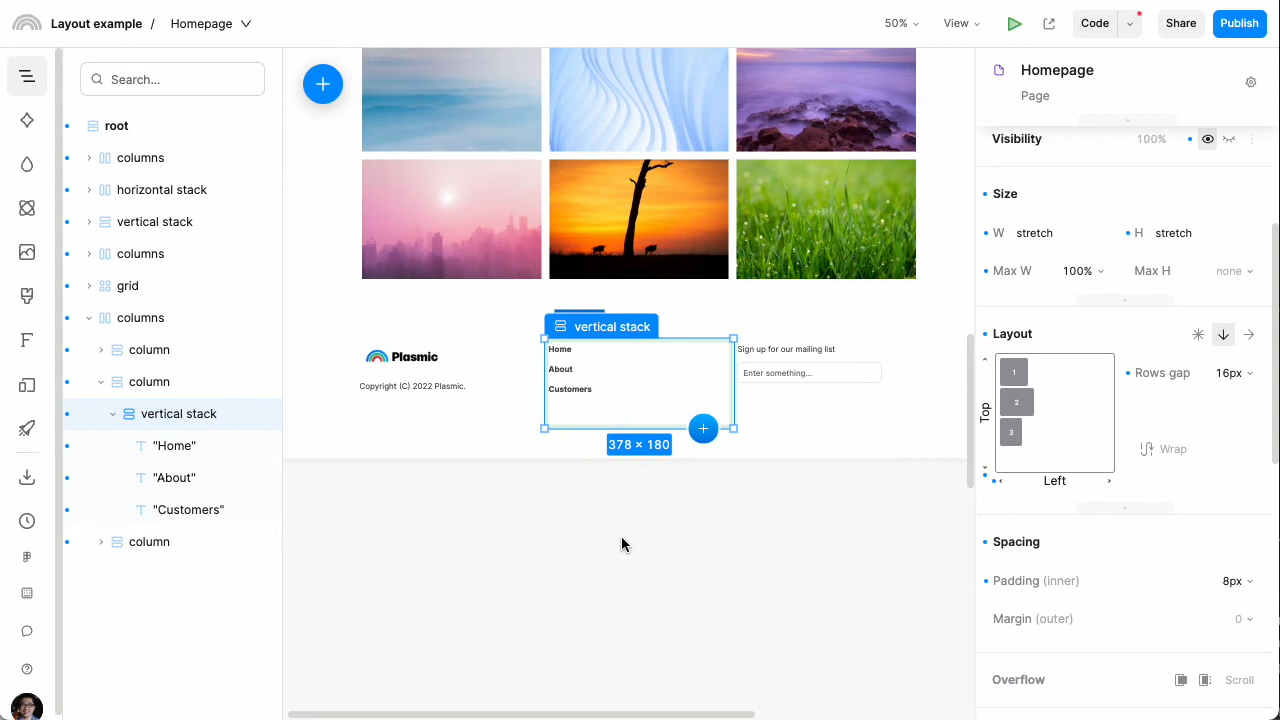 Layout example / Homepage
50% View Code Share Publish
Search...
root
columns
horizontal stack
vertical stack
columns
grid
columns
column
column
vertical stack
"Home"
"About"
"Customers"
column
vertical stack
Plasmic
Copyright (C) 2022 Plasmic.
Home
About
Customers
378 × 180
Sign up for our mailing list
Enter something...
Homepage
Page
Visibility 100%
Size
W stretch H stretch
Max W 100% Max H none
Layout
1
2
3
Top
Left
Rows gap 16px
Wrap
Spacing
Padding (inner) 8px
Margin (outer) 0
Overflow Scroll